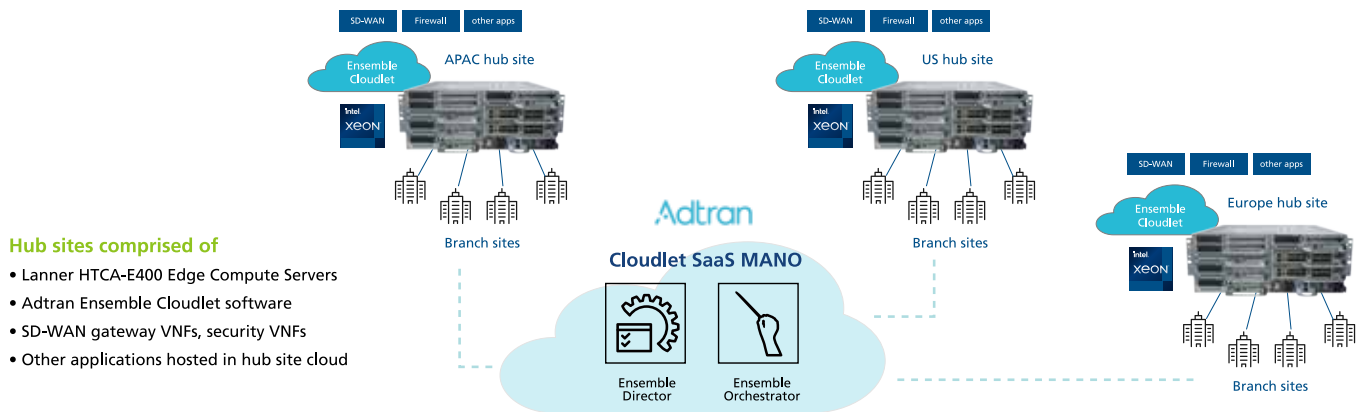 SD-WAN
Firewall
other apps
Ensemble
Cloudlet
APAC hub site
intel.
XEON
Branch sites
SD-WAN
Firewall
other apps
Ensemble
Cloudlet
US hub site
intel.
XEON
Branch sites
SD-WAN
Firewall
other apps
Ensemble
Cloudlet
Europe hub site
intel.
XEON
Branch sites
Adtran
Cloudlet SaaS MANO
Ensemble
Director
Ensemble
Orchestrator
Hub sites comprised of
• Lanner HTCA-E400 Edge Compute Servers
• Adtran Ensemble Cloudlet software
• SD-WAN gateway VNFs, security VNFs
• Other applications hosted in hub site cloud